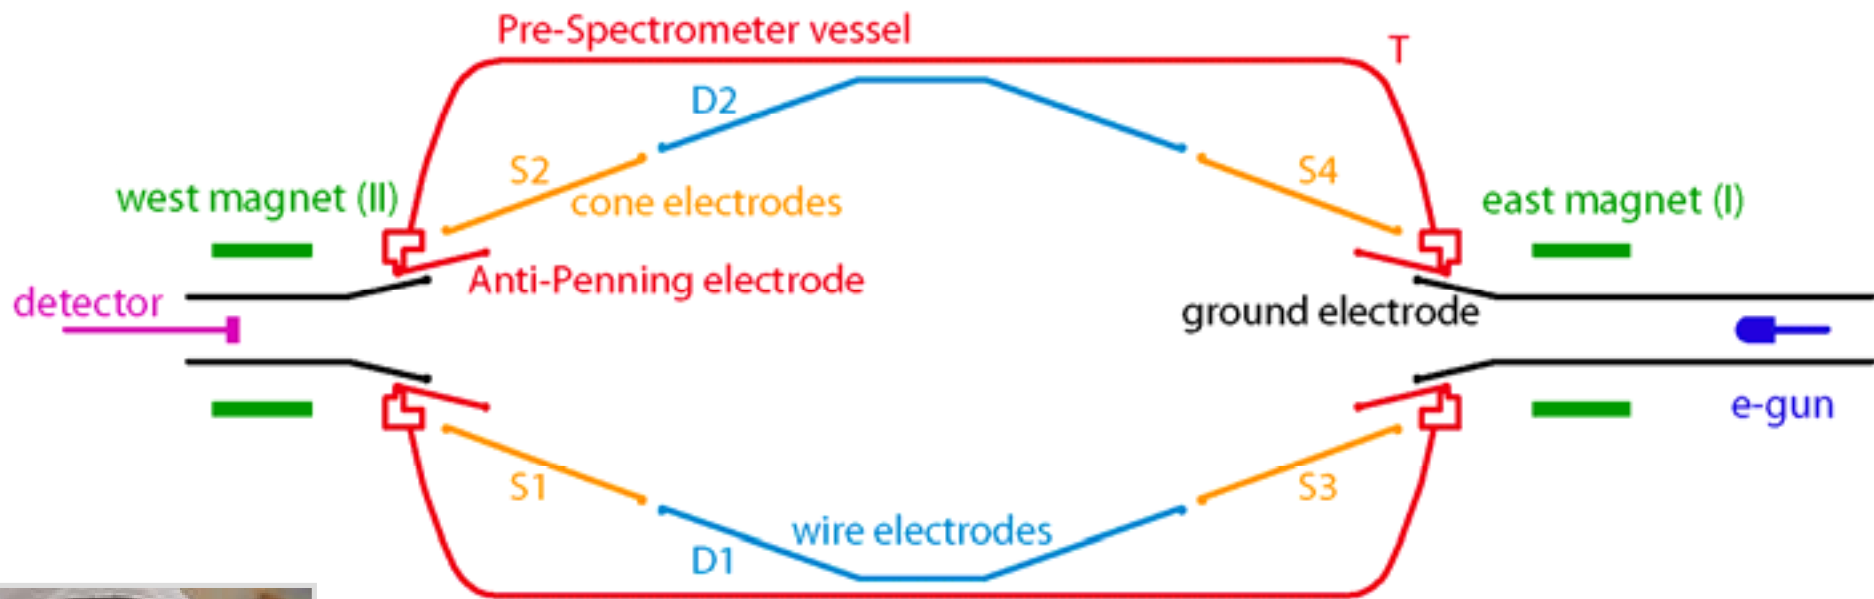 Pre-Spectrometer vessel
T
D2
S2
S4
west magnet (II)
cone electrodes
east magnet (I)
Anti-Penning electrode
detector
ground electrode
e-gun
S1
S3
wire electrodes
D1